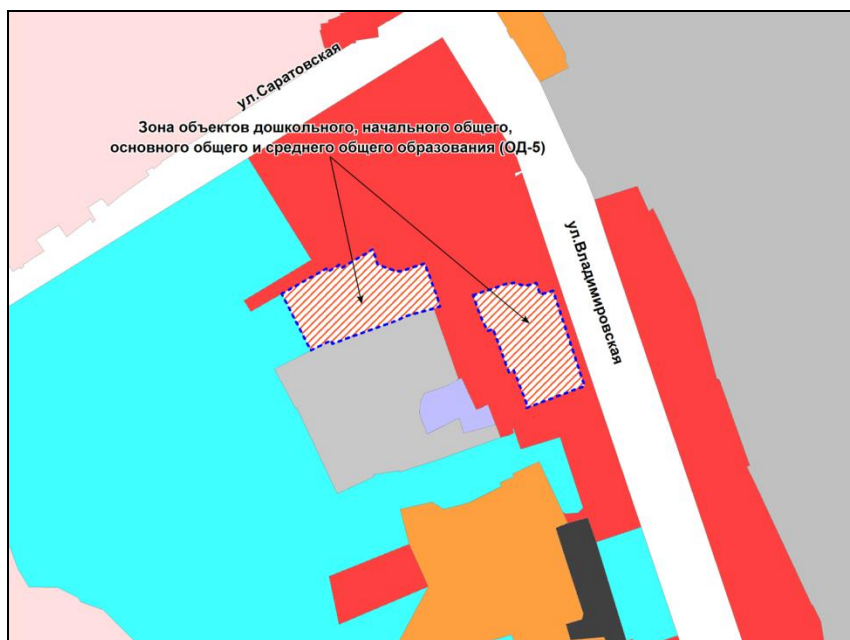 ул.Саратовская
Зона объектов дошкольного, начального общего,
основного общего и среднего общего образования (ОД-5)
ул.Владимировская